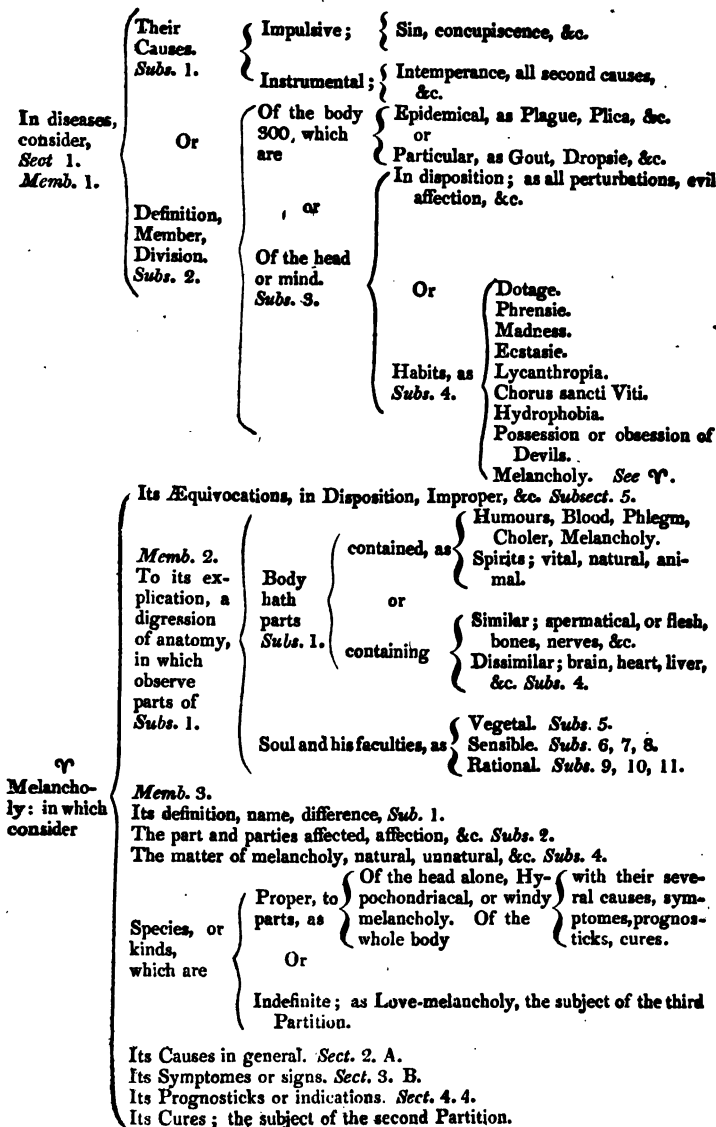 Their
Causes.
Subs. 1.
Impulsive;
Sin, concupiscence, &c.
Instrumental;
Intemperance, all second causes,
&c.
In diseases,
consider,
Sect 1.
Memb. 1.
Or
Of the body
300, which
are
Epidemical, as Plague, Plica, &c.
or
Particular, as Gout, Dropsie, &c.
Definition,
Member,
Division.
Subs. 2.
or
Of the head
or mind.
Subs. 3.
In disposition; as all perturbations, evil
affection, &c.
Or
Habits, as
Subs. 4.
Dotage.
Phrensie.
Madness.
Ecstasie.
Lycanthropia.
Chorus sancti Viti.
Hydrophobia.
Possession or obsession of
Devils.
Melancholy. See ♈.
♈
Melancho-
ly: in which
consider
Its Æquivocations, in Disposition, Improper, &c. Subsect. 5.
Memb. 2.
To its ex-
plication, a
digression
of anatomy,
in which
observe
parts of
Subs. 1.
Body
hath
parts
Subs. 1.
contained, as
Humours, Blood, Phlegm,
Choler, Melancholy.
Spirits; vital, natural, ani-
mal.
or
containing
Similar; spermatical, or flesh,
bones, nerves, &c.
Dissimilar; brain, heart, liver,
&c. Subs. 4.
Soul and his faculties, as
Vegetal. Subs. 5.
Sensible. Subs. 6, 7, 8.
Rational. Subs. 9, 10, 11.
Memb. 3.
Its definition, name, difference, Sub. 1.
The part and parties affected, affection, &c. Subs. 2.
The matter of melancholy, natural, unnatural, &c. Subs. 4.
Species, or
kinds,
which are
Proper, to
parts, as
Of the head alone, Hy-
pochondriacal, or windy
melancholy. Of the
whole body
with their seve-
ral causes, sym-
ptomes, prognos-
ticks, cures.
Or
Indefinite; as Love-melancholy, the subject of the third
Partition.
Its Causes in general. Sect. 2. A.
Its Symptomes or signs. Sect. 3. B.
Its Prognosticks or indications. Sect. 4. 4.
Its Cures; the subject of the second Partition.